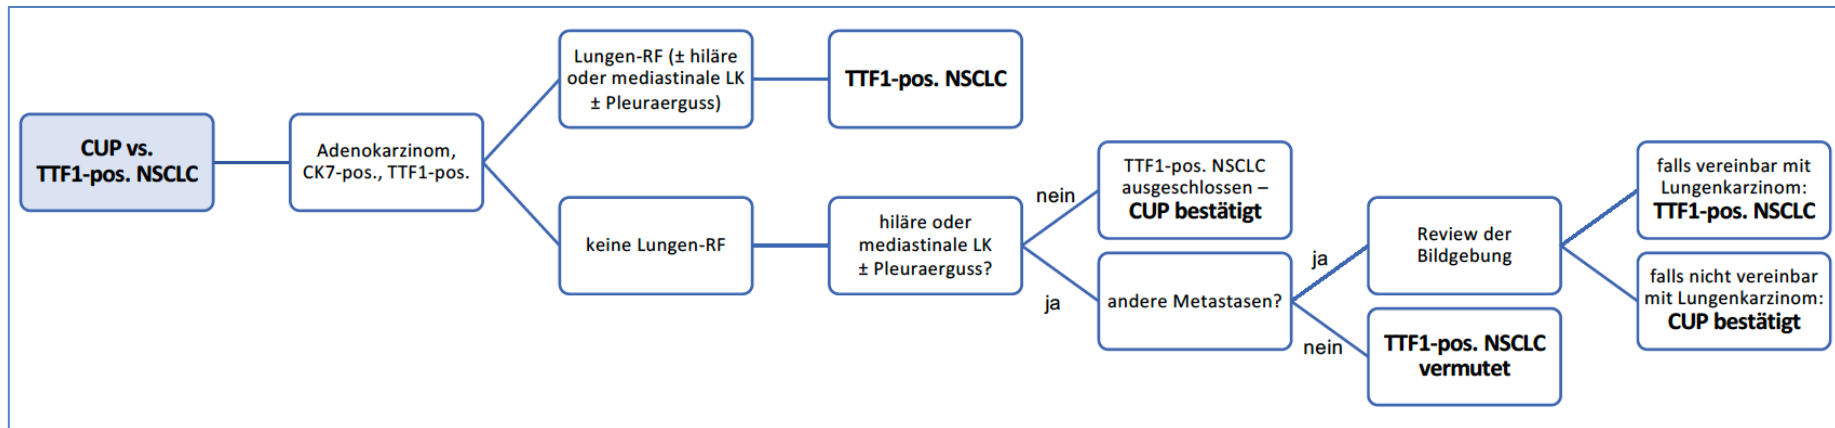 CUP vs.
TTF1-pos. NSCLC
Adenokarzinom,
CK7-pos., TTF1-pos.
Lungen-RF (± hiläre
oder mediastinale LK
± Pleuraerguss)
TTF1-pos. NSCLC
keine Lungen-RF
hiläre oder
mediastinale LK
± Pleuraerguss?
nein
TTF1-pos. NSCLC
ausgeschlossen –
CUP bestätigt
ja
andere Metastasen?
ja
Review der
Bildgebung
falls vereinbar mit
Lungenkarzinom:
TTF1-pos. NSCLC
falls nicht vereinbar
mit Lungenkarzinom:
CUP bestätigt
nein
TTF1-pos. NSCLC
vermutet